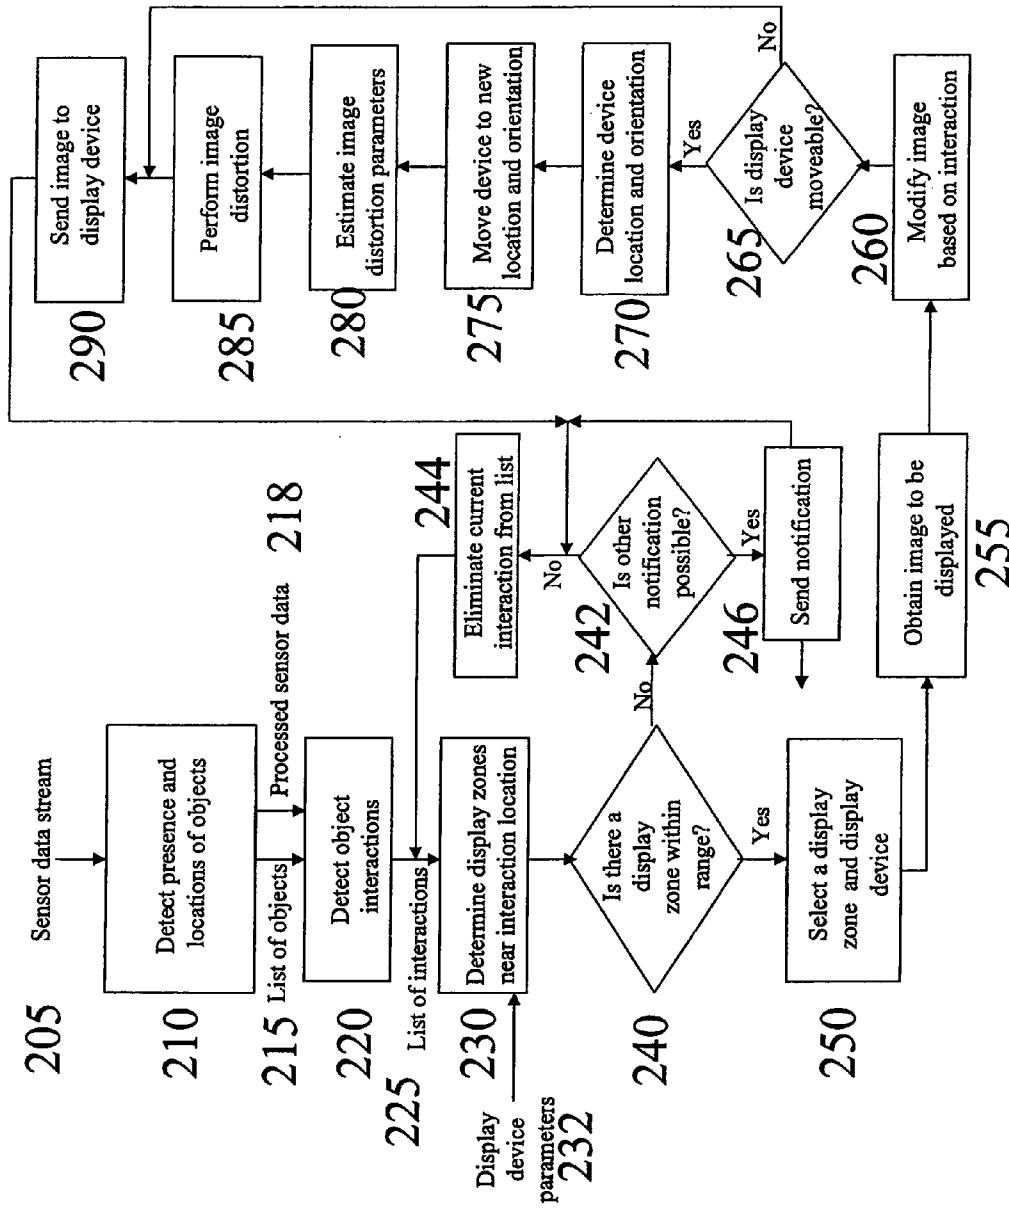 205
Sensor data stream
210
Detect presence and
locations of objects
215
List of objects
Processed sensor data
218
220
Detect object
interactions
225
List of interactions
230
Determine display zones
near interaction location
Display
device
parameters
232
240
Is there a
display
zone within
range?
No
Yes
242
Is other
notification
possible?
No
Yes
244
Eliminate current
interaction from list
246
Send notification
250
Select a display
zone and display
device
255
Obtain image to be
displayed
260
Modify image
based on interaction
265
Is display
device
moveable?
Yes
No
270
Determine device
location and orientation
275
Move device to new
location and orientation
280
Estimate image
distortion parameters
285
Perform image
distortion
290
Send image to
display device